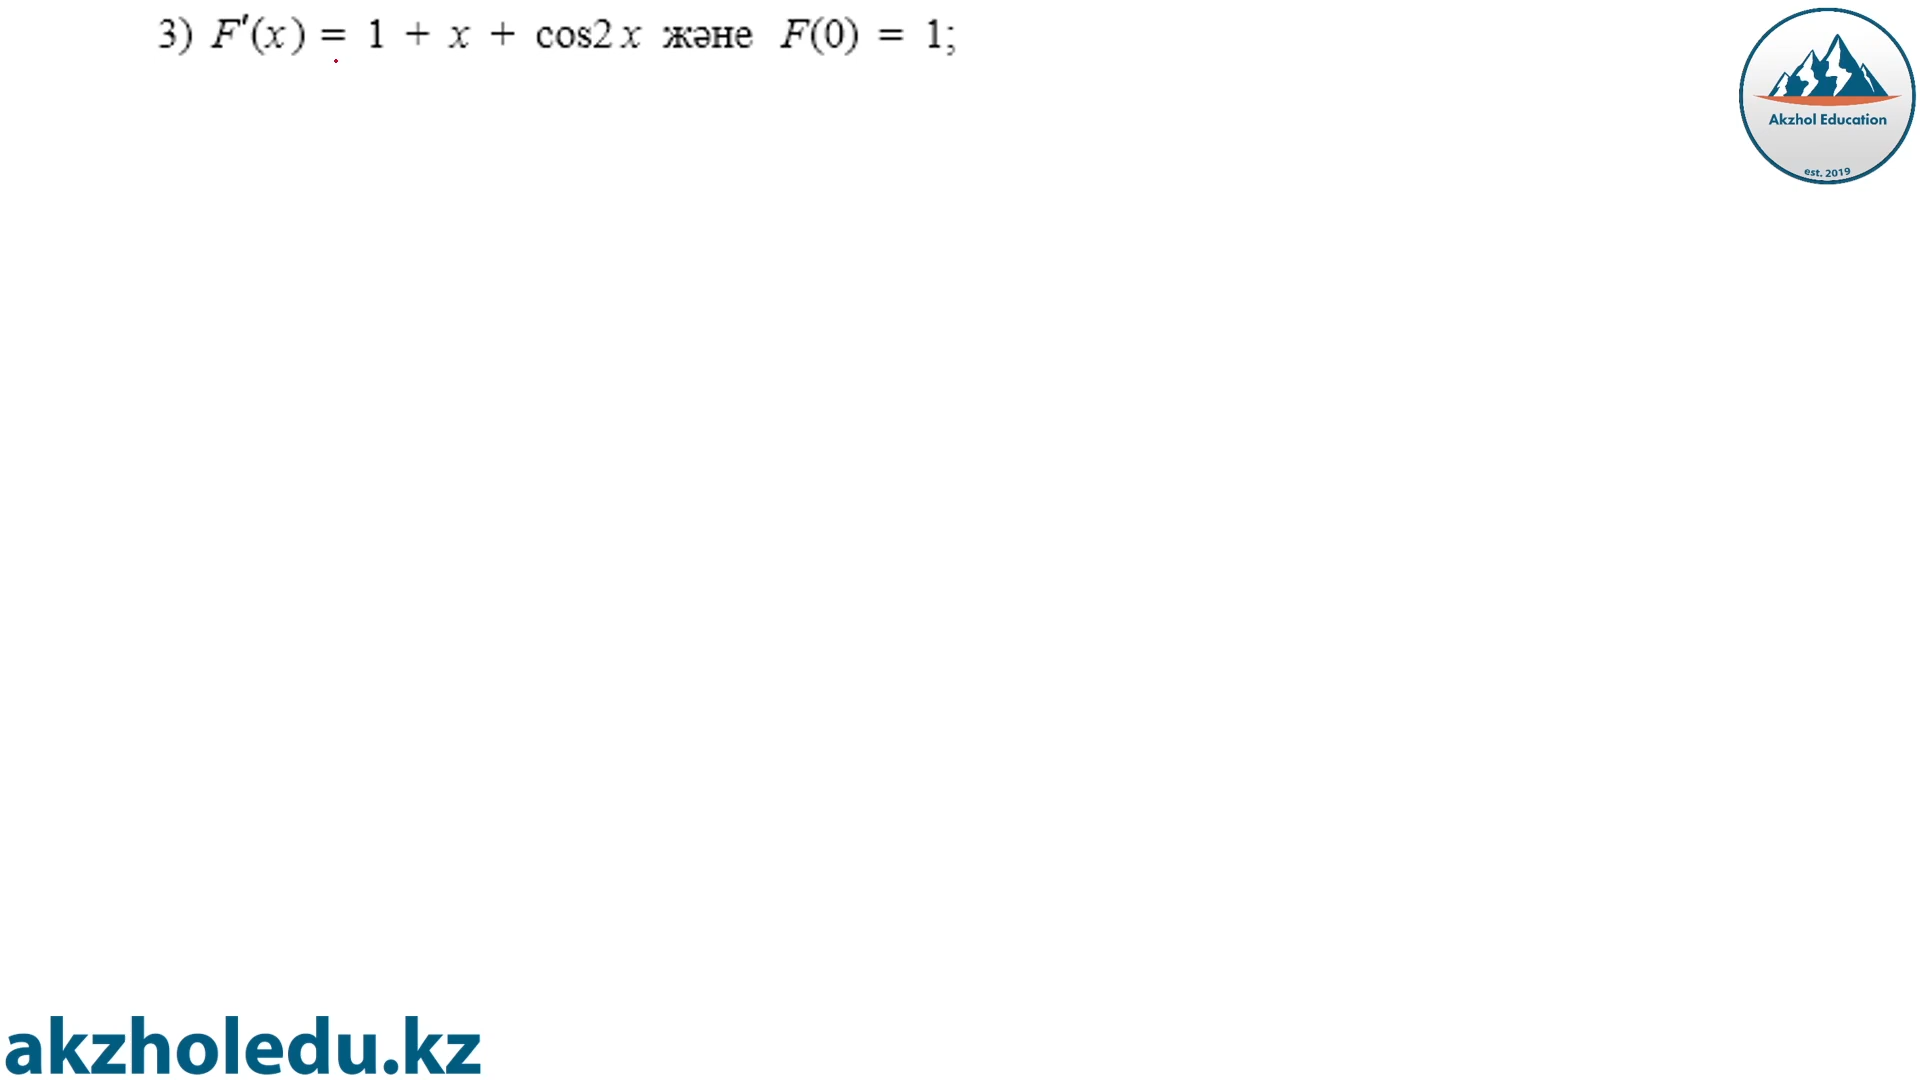 3) F′(x) = 1 + x + cos2x және F(0) = 1;
Akzhol Education
est. 2019
akzholedu.kz